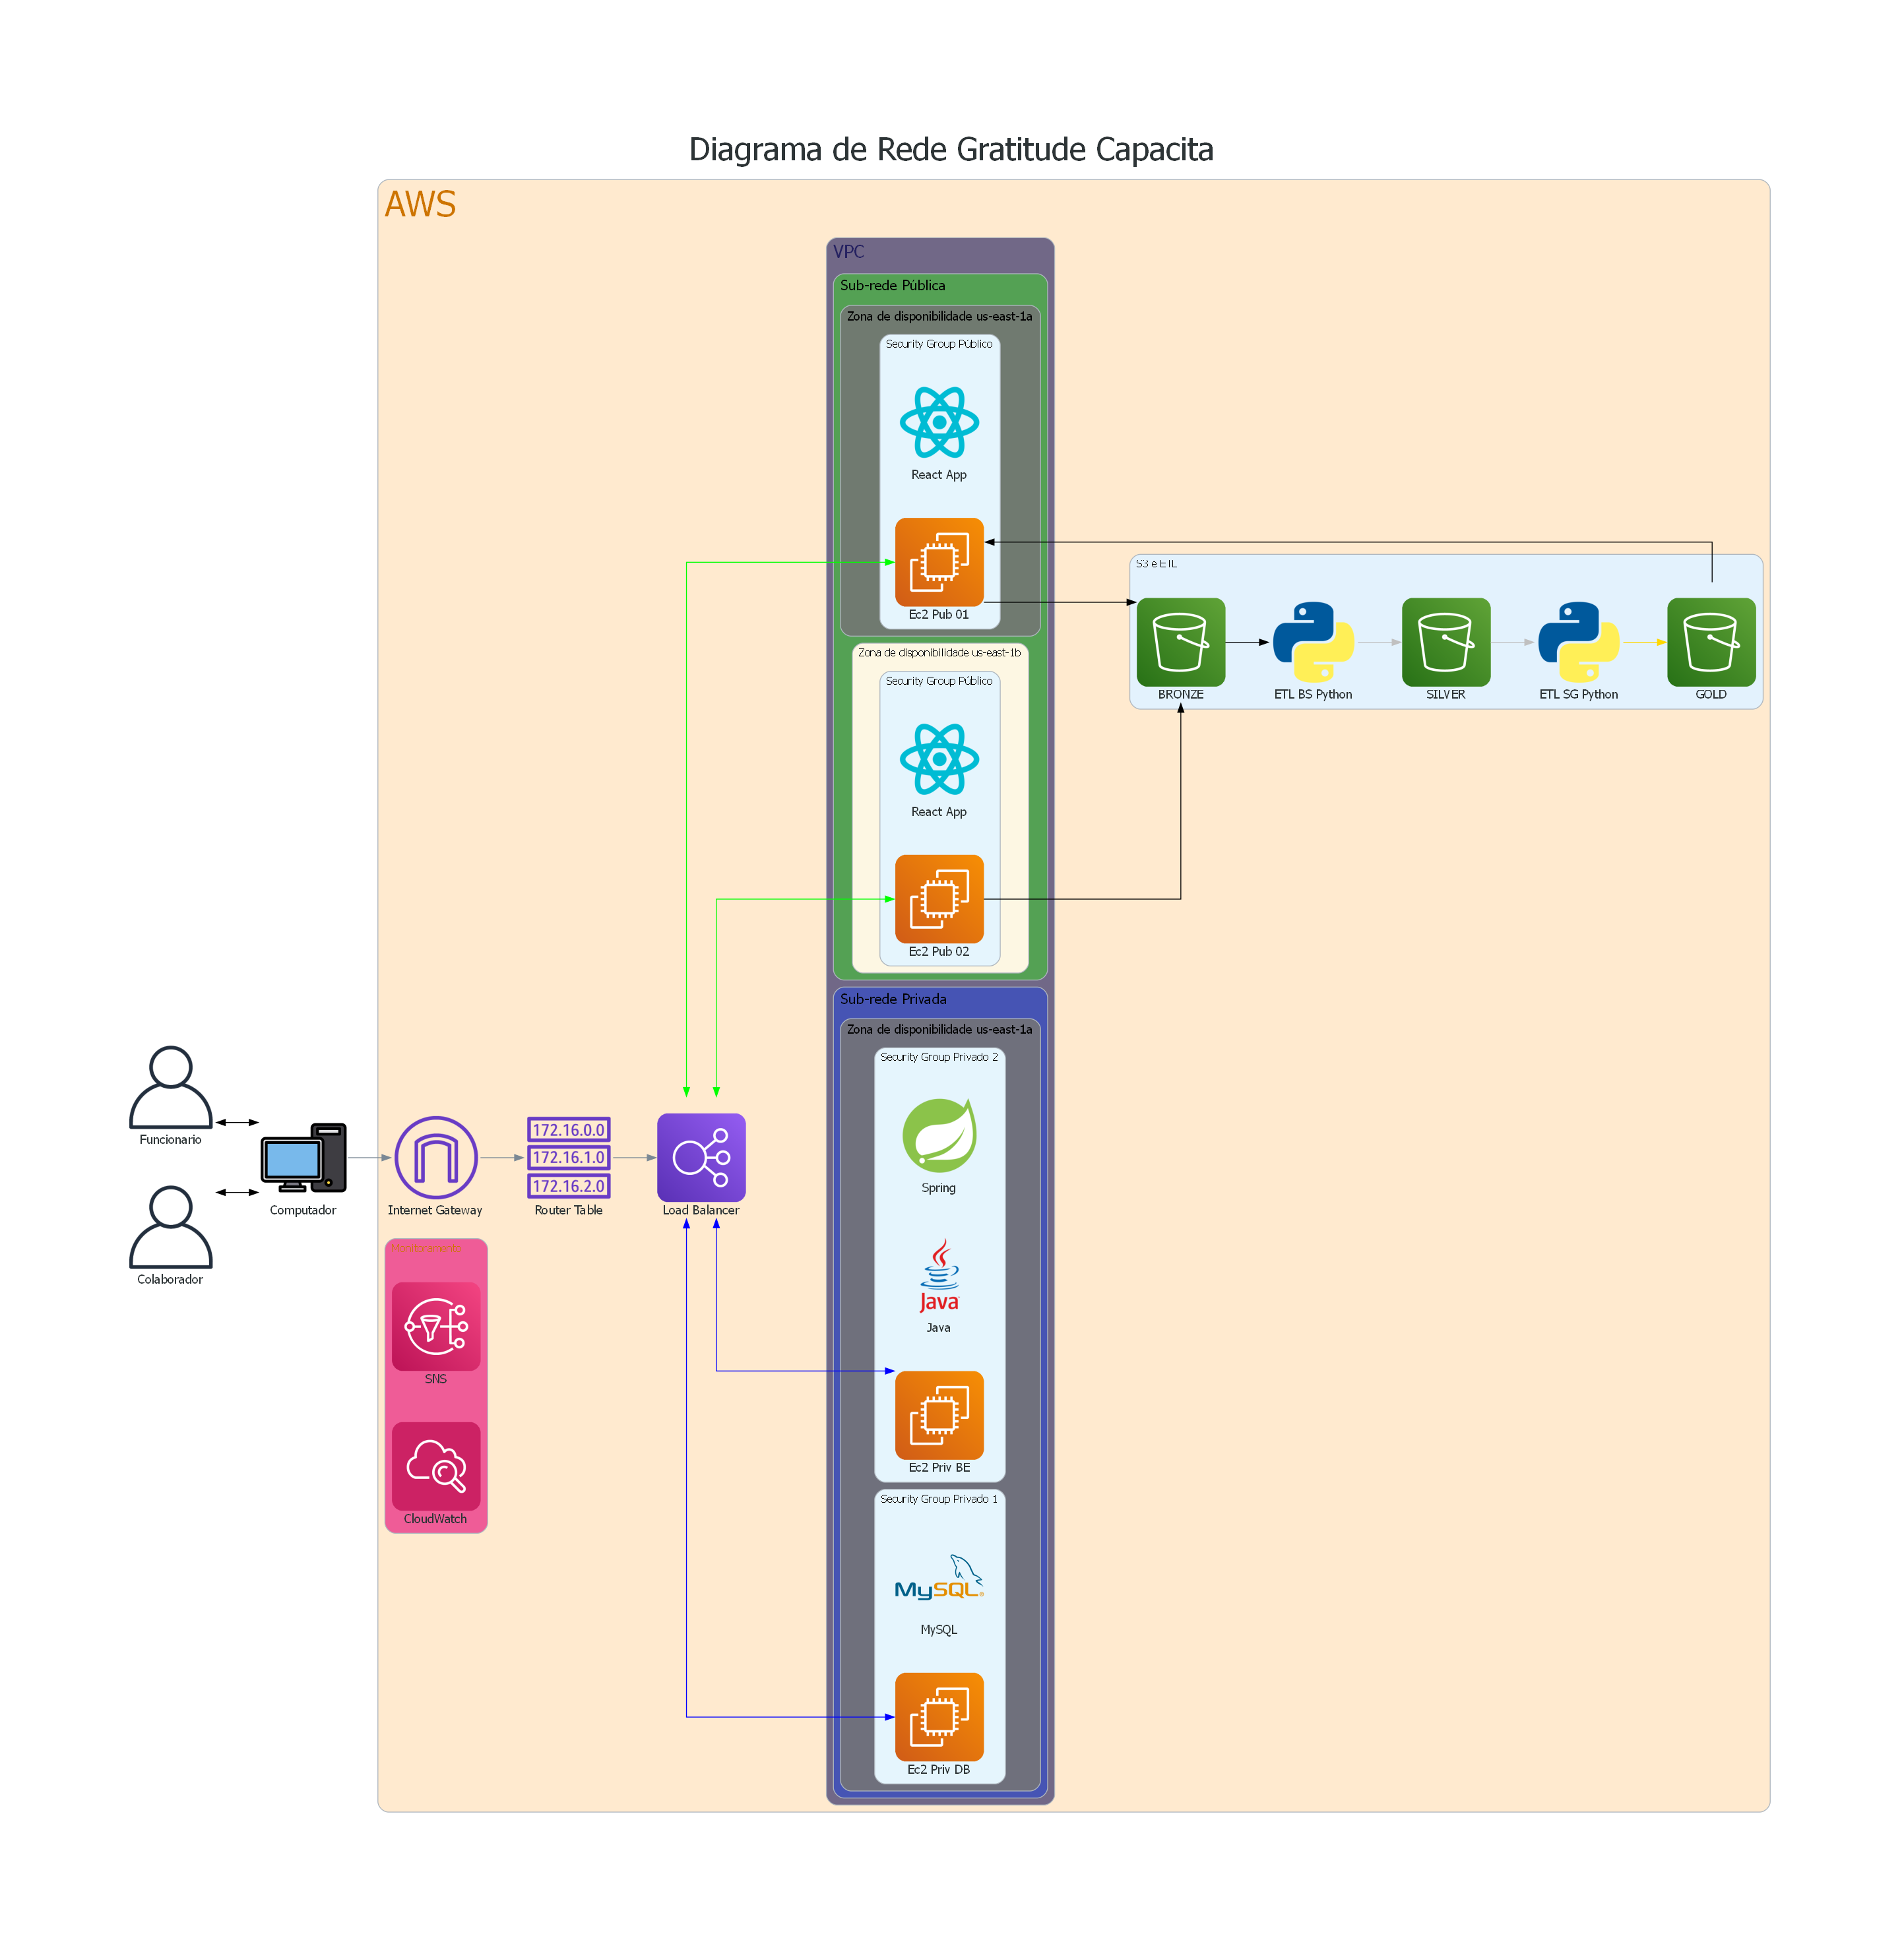 Diagrama de Rede Gratitude Capacita
AWS
VPC
Sub-rede Pública
Zona de disponibilidade us-east-1a
Security Group Público
React App
Ec2 Pub 01
Zona de disponibilidade us-east-1b
Security Group Público
React App
Ec2 Pub 02
S3 e ETL
BRONZE
ETL BS Python
SILVER
ETL SG Python
GOLD
Sub-rede Privada
Zona de disponibilidade us-east-1a
Security Group Privado 2
Spring
Java
Java
Ec2 Priv BE
Security Group Privado 1
MySQL®
MySQL
Ec2 Priv DB
Funcionario
Colaborador
Computador
Internet Gateway
172.16.0.0
172.16.1.0
172.16.2.0
Router Table
Load Balancer
Monitoramento
SNS
CloudWatch